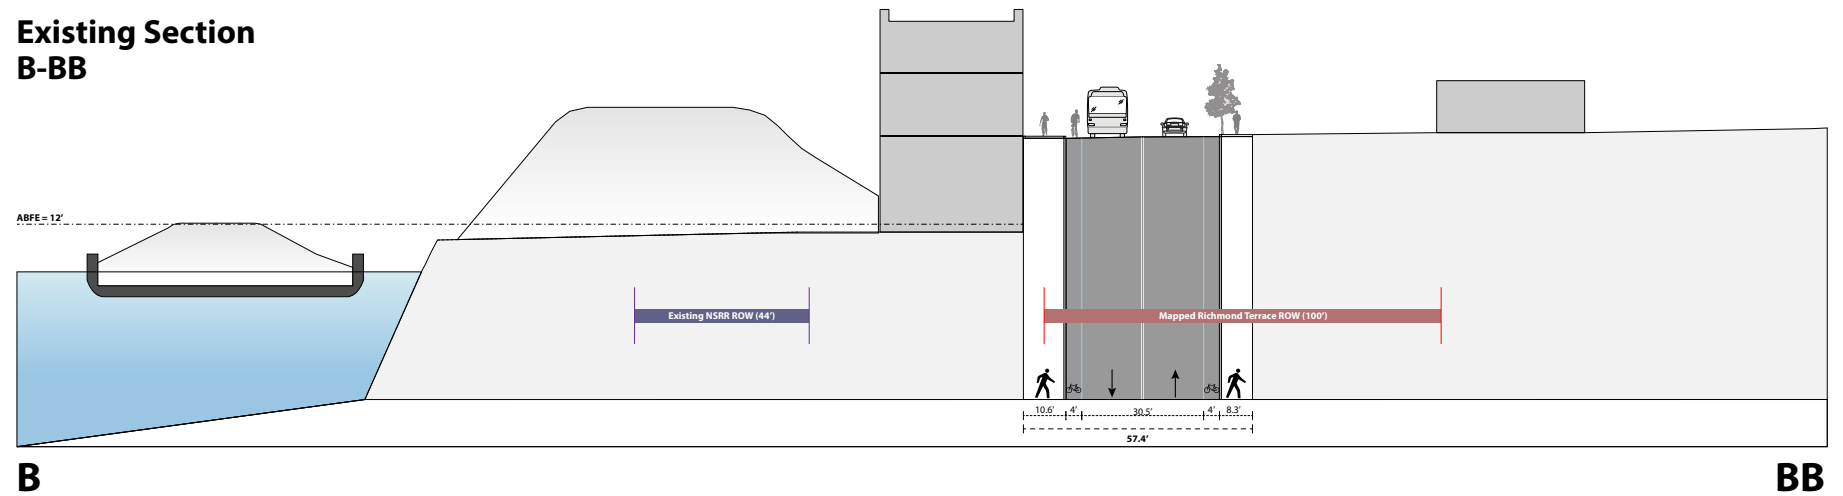 Existing Section
B-BB
ABFE = 12’
Existing NSRR ROW (44’)
Mapped Richmond Terrace ROW (100’)
10.6’ 4’ 30.5’ 4’ 8.3’
57.4’
B BB